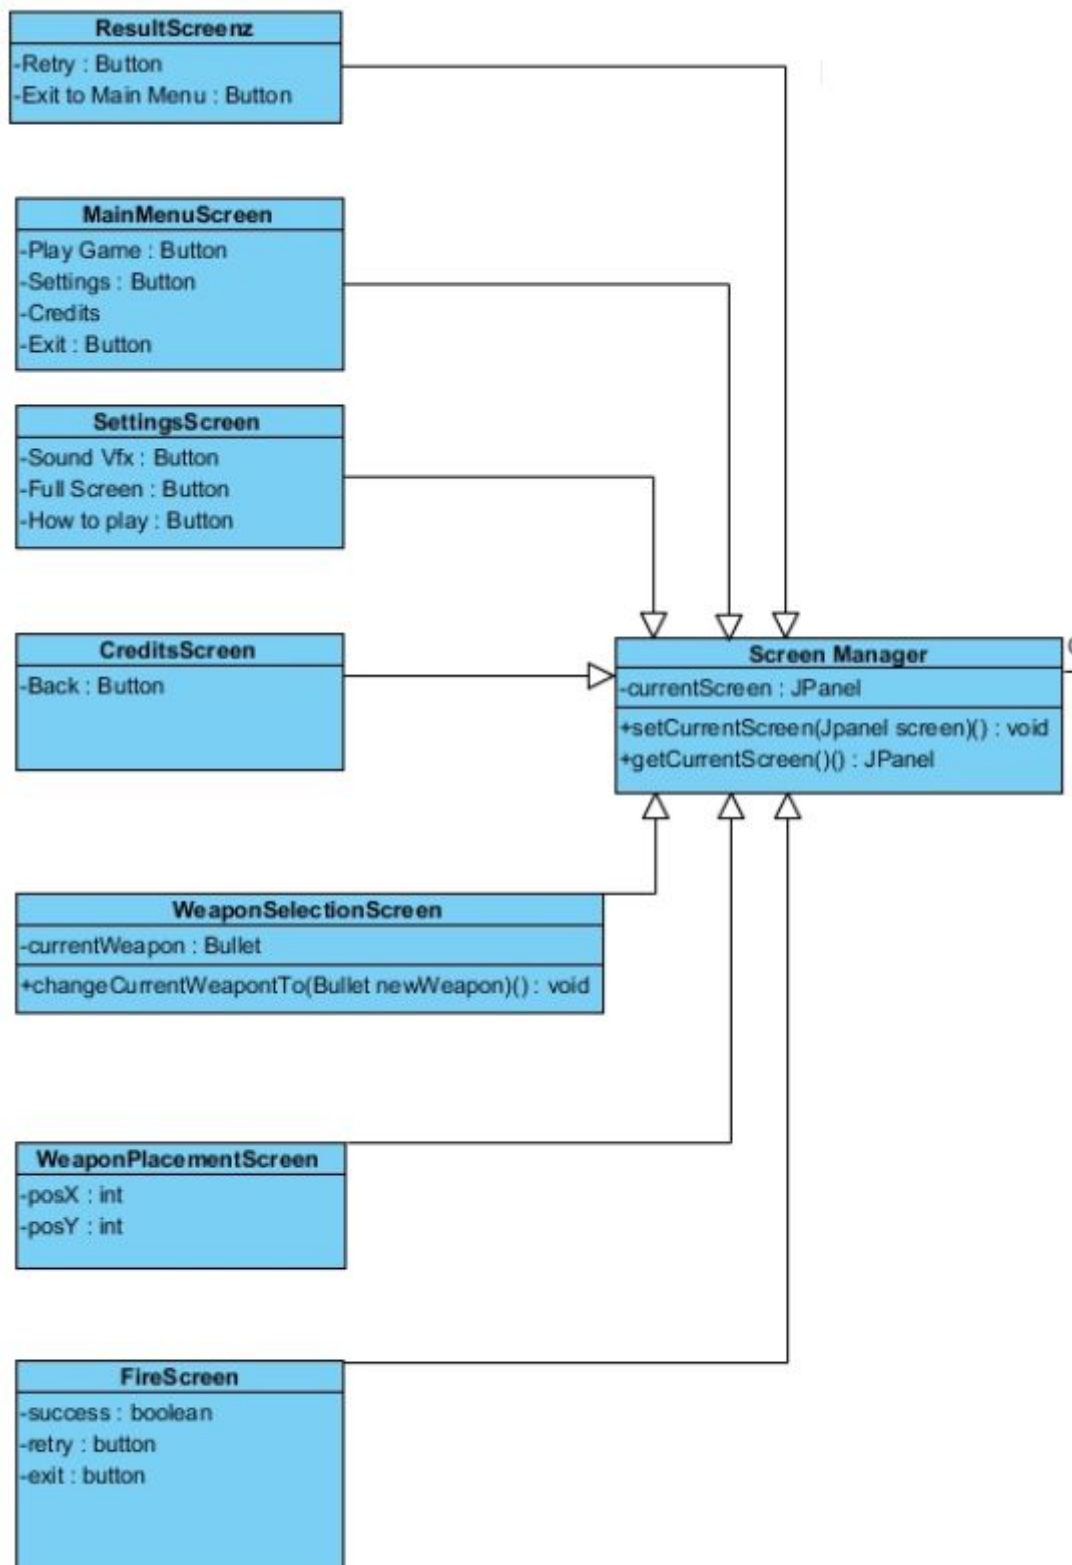 ResultScreenz
-Retry : Button
-Exit to Main Menu : Button
MainMenuScreen
-Play Game : Button
-Settings : Button
-Credits
-Exit : Button
SettingsScreen
-Sound Vfx : Button
-Full Screen : Button
-How to play : Button
CreditsScreen
-Back : Button
Screen Manager
-currentScreen : JPanel
+setCurrentScreen(Jpanel screen)() : void
+getCurrentScreen()() : JPanel
WeaponSelectionScreen
-currentWeapon : Bullet
+changeCurrentWeapontTo(Bullet newWeapon)() : void
WeaponPlacementScreen
-posX : int
-posY : int
FireScreen
-success : boolean
-retry : button
-exit : button